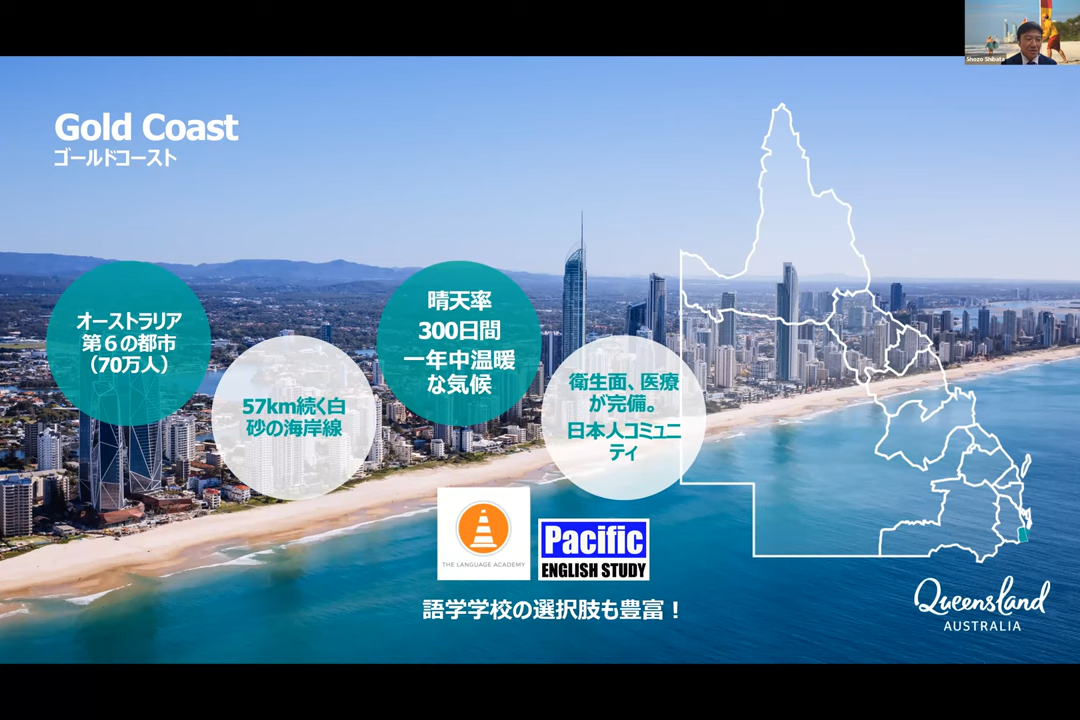 Shozo Shibata
Gold Coast
ゴールドコースト
オーストラリア
第６の都市
（70万人）
57km続く白
砂の海岸線
晴天率
300日間
一年中温暖
な気候
衛生面、医療
が完備。
日本人コミュニ
ティ
THE LANGUAGE ACADEMY
Pacific
ENGLISH STUDY
語学学校の選択肢も豊富！
Queensland
AUSTRALIA